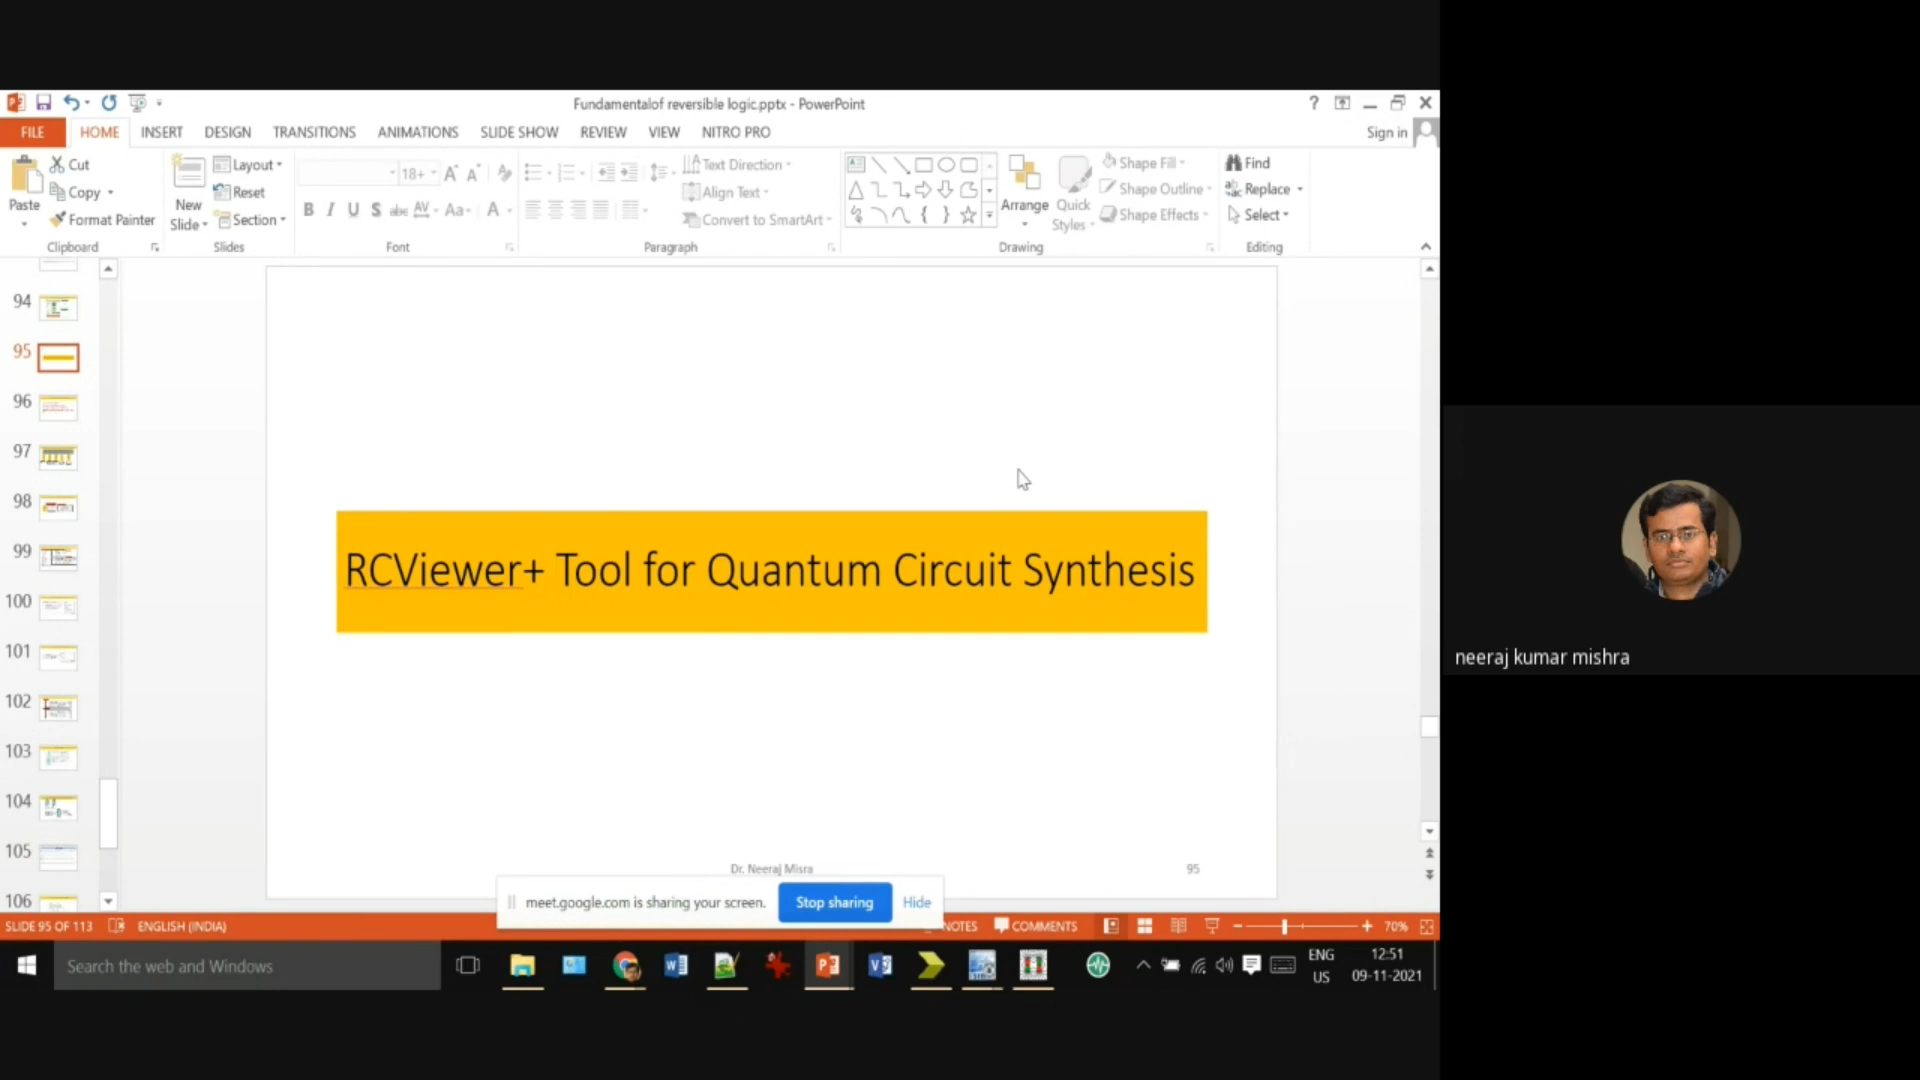 Fundamentalof reversible logic.pptx - PowerPoint
?
Sign in
FILE HOME INSERT DESIGN TRANSITIONS ANIMATIONS SLIDE SHOW REVIEW VIEW NITRO PRO
Paste
Cut
Copy
Format Painter
Clipboard
New
Slide
Layout
Reset
Section
Slides
18+
B I U S abc AV Aa A
Font
Text Direction
Align Text
Convert to SmartArt
Paragraph
Arrange
Quick
Styles
Shape Fill
Shape Outline
Shape Effects
Drawing
Find
Replace
Select
Editing
94
95
96
97
98
99
100
101
102
103
104
105
106
RCViewer+ Tool for Quantum Circuit Synthesis
Dr. Neeraj Misra
95
neeraj kumar mishra
meet.google.com is sharing your screen. Stop sharing Hide
SLIDE 95 OF 113 ENGLISH (INDIA) NOTES COMMENTS 70%
Search the web and Windows
ENG
US
12:51
09-11-2021